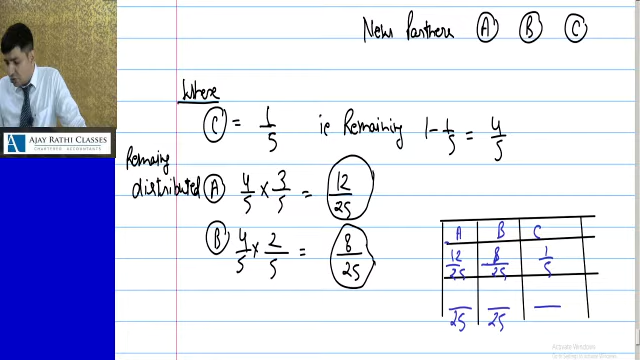 New Partners A B C
Where
C = 1/5 ie Remaining 1 - 1/5 = 4/5
Remaing distributed
A 4/5 × 3/5 = 12/25
B 4/5 × 2/5 = 8/25
A B C
12/25 8/25 1/5
/25 /25 —
AJAY RATHI CLASSES
CHARTERED ACCOUNTANTS
Activate Windows